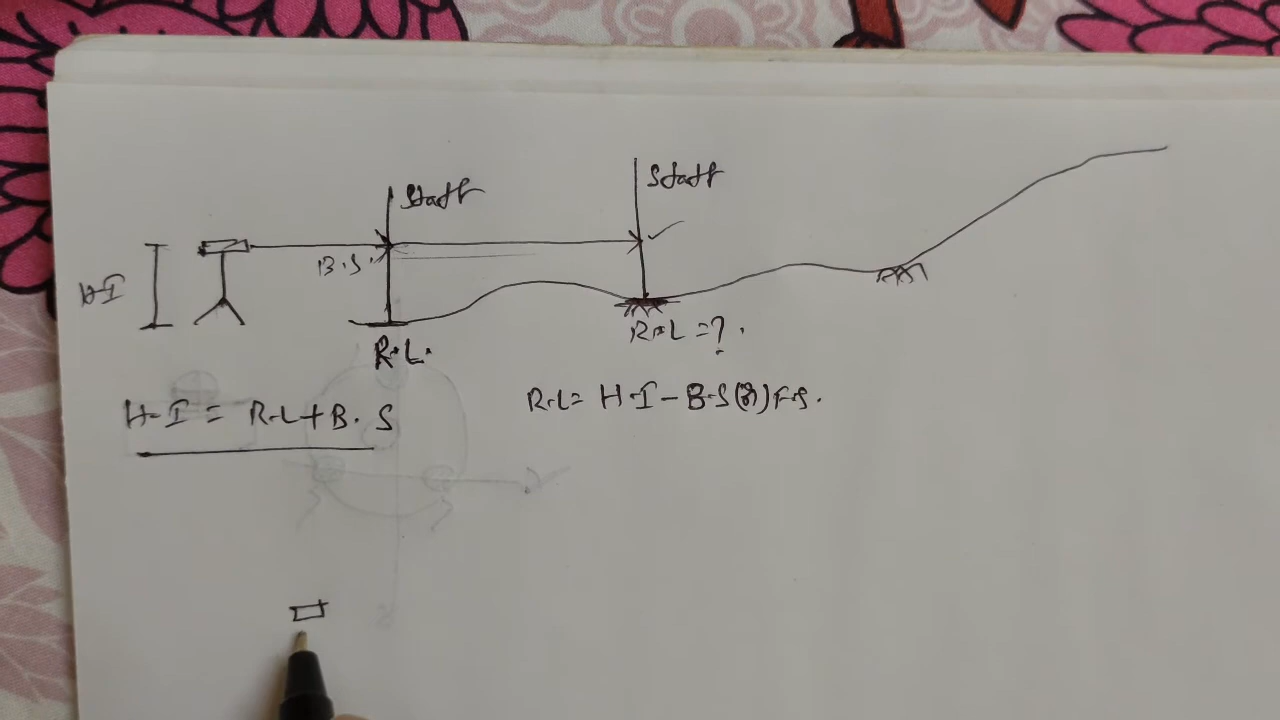 Staff
Staff
H.I
B.S.
R.L.
R.L =?.
R.L = H.I - B.S (or) F.S.
H.I = R.L + B.S